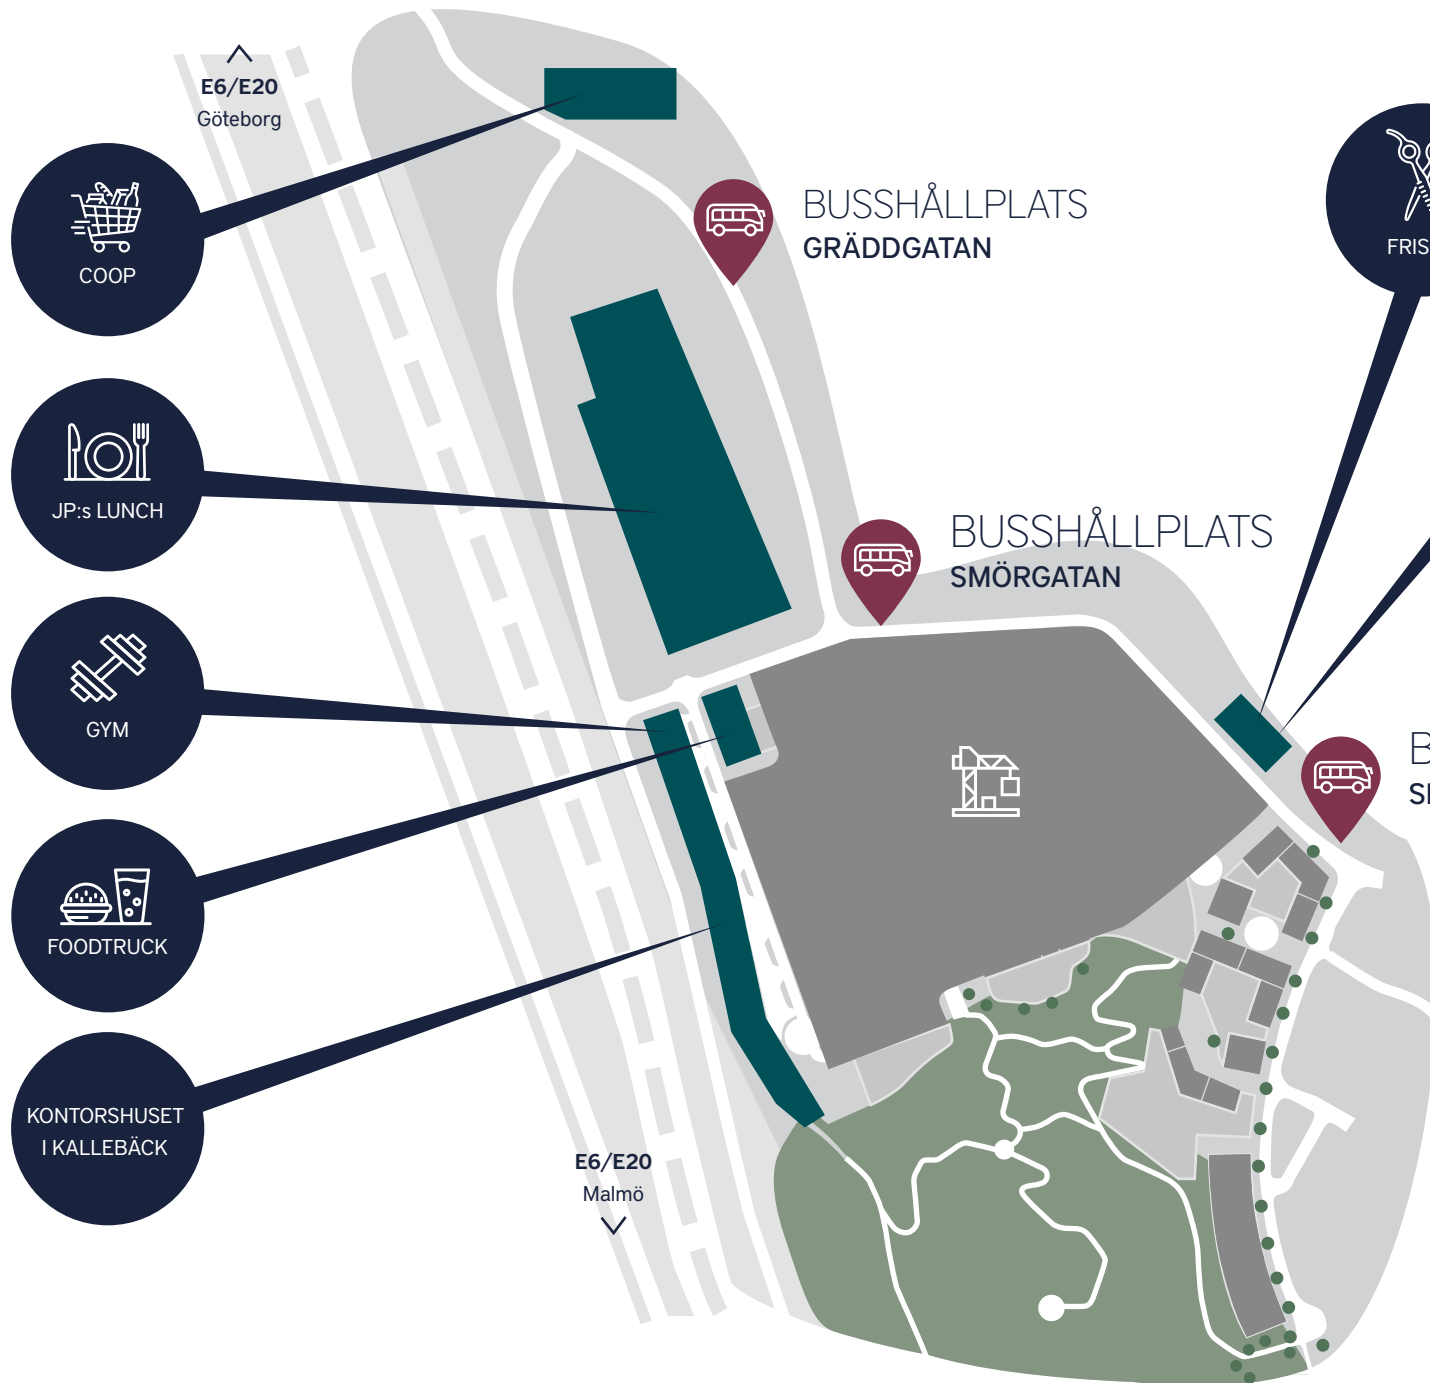 E6/E20
Göteborg
COOP
BUSSHÅLLPLATS
GRÄDDGATAN
JP:s LUNCH
BUSSHÅLLPLATS
SMÖRGATAN
GYM
FOODTRUCK
KONTORSHUSET
I KALLEBÄCK
E6/E20
Malmö